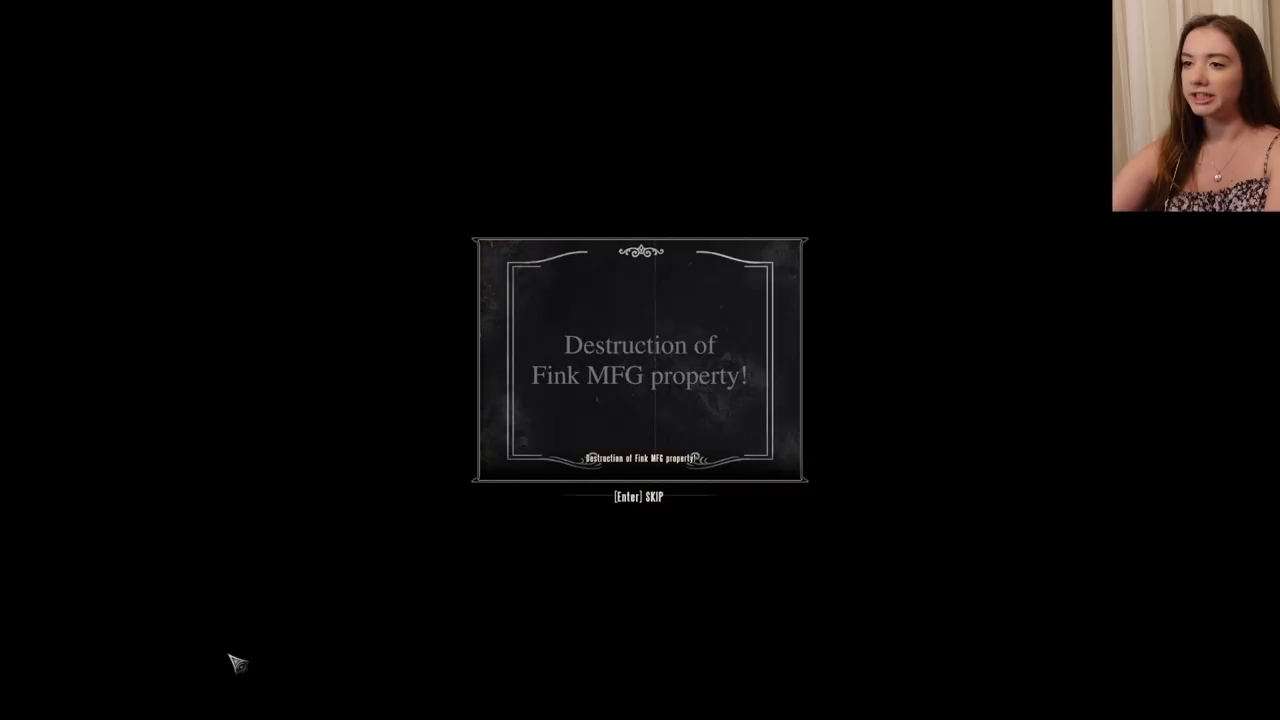 Destruction of
Fink MFG property!
Destruction of Fink MFG property!
[Enter] SKIP